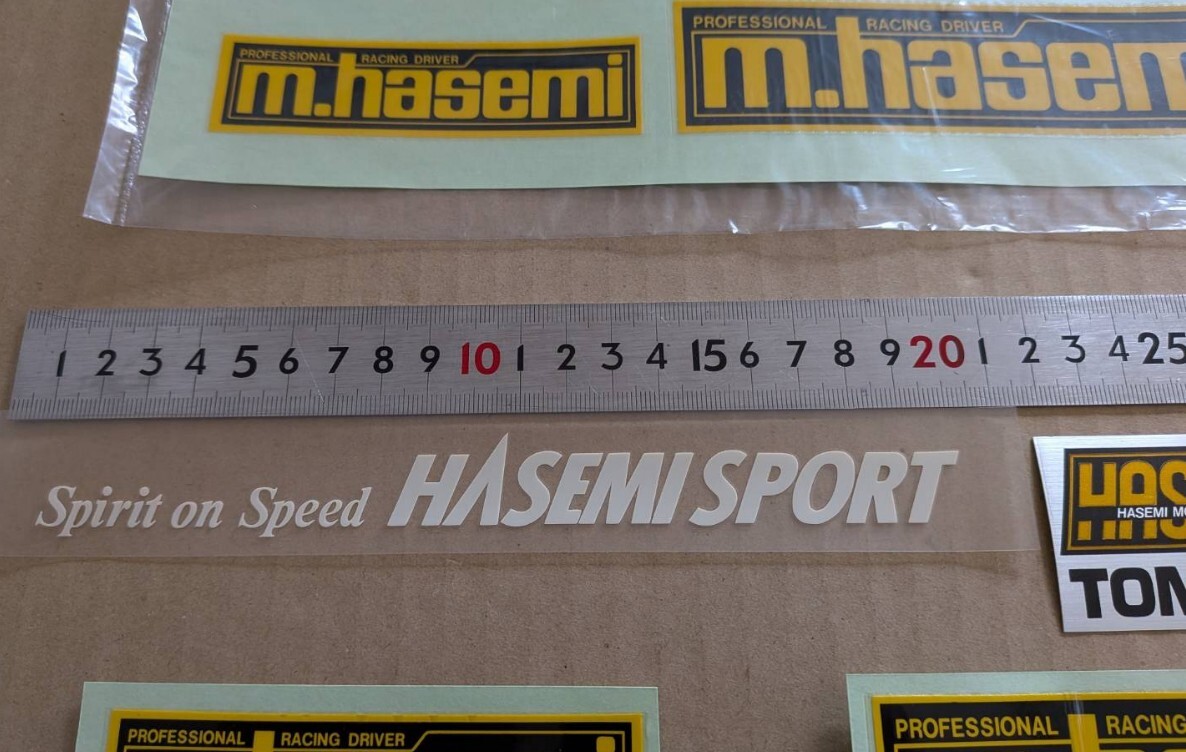 PROFESSIONAL RACING DRIVER
m.hasemi
PROFESSIONAL RACING DRIVER
m.hasem
1 2 3 4 5 6 7 8 9 10 1 2 3 4 15 6 7 8 9 20 1 2 3 4 25
Spirit on Speed HASEMI SPORT
HAS
HASEMI MO
TOM
PROFESSIONAL RACING DRIVER
PROFESSIONAL RACING